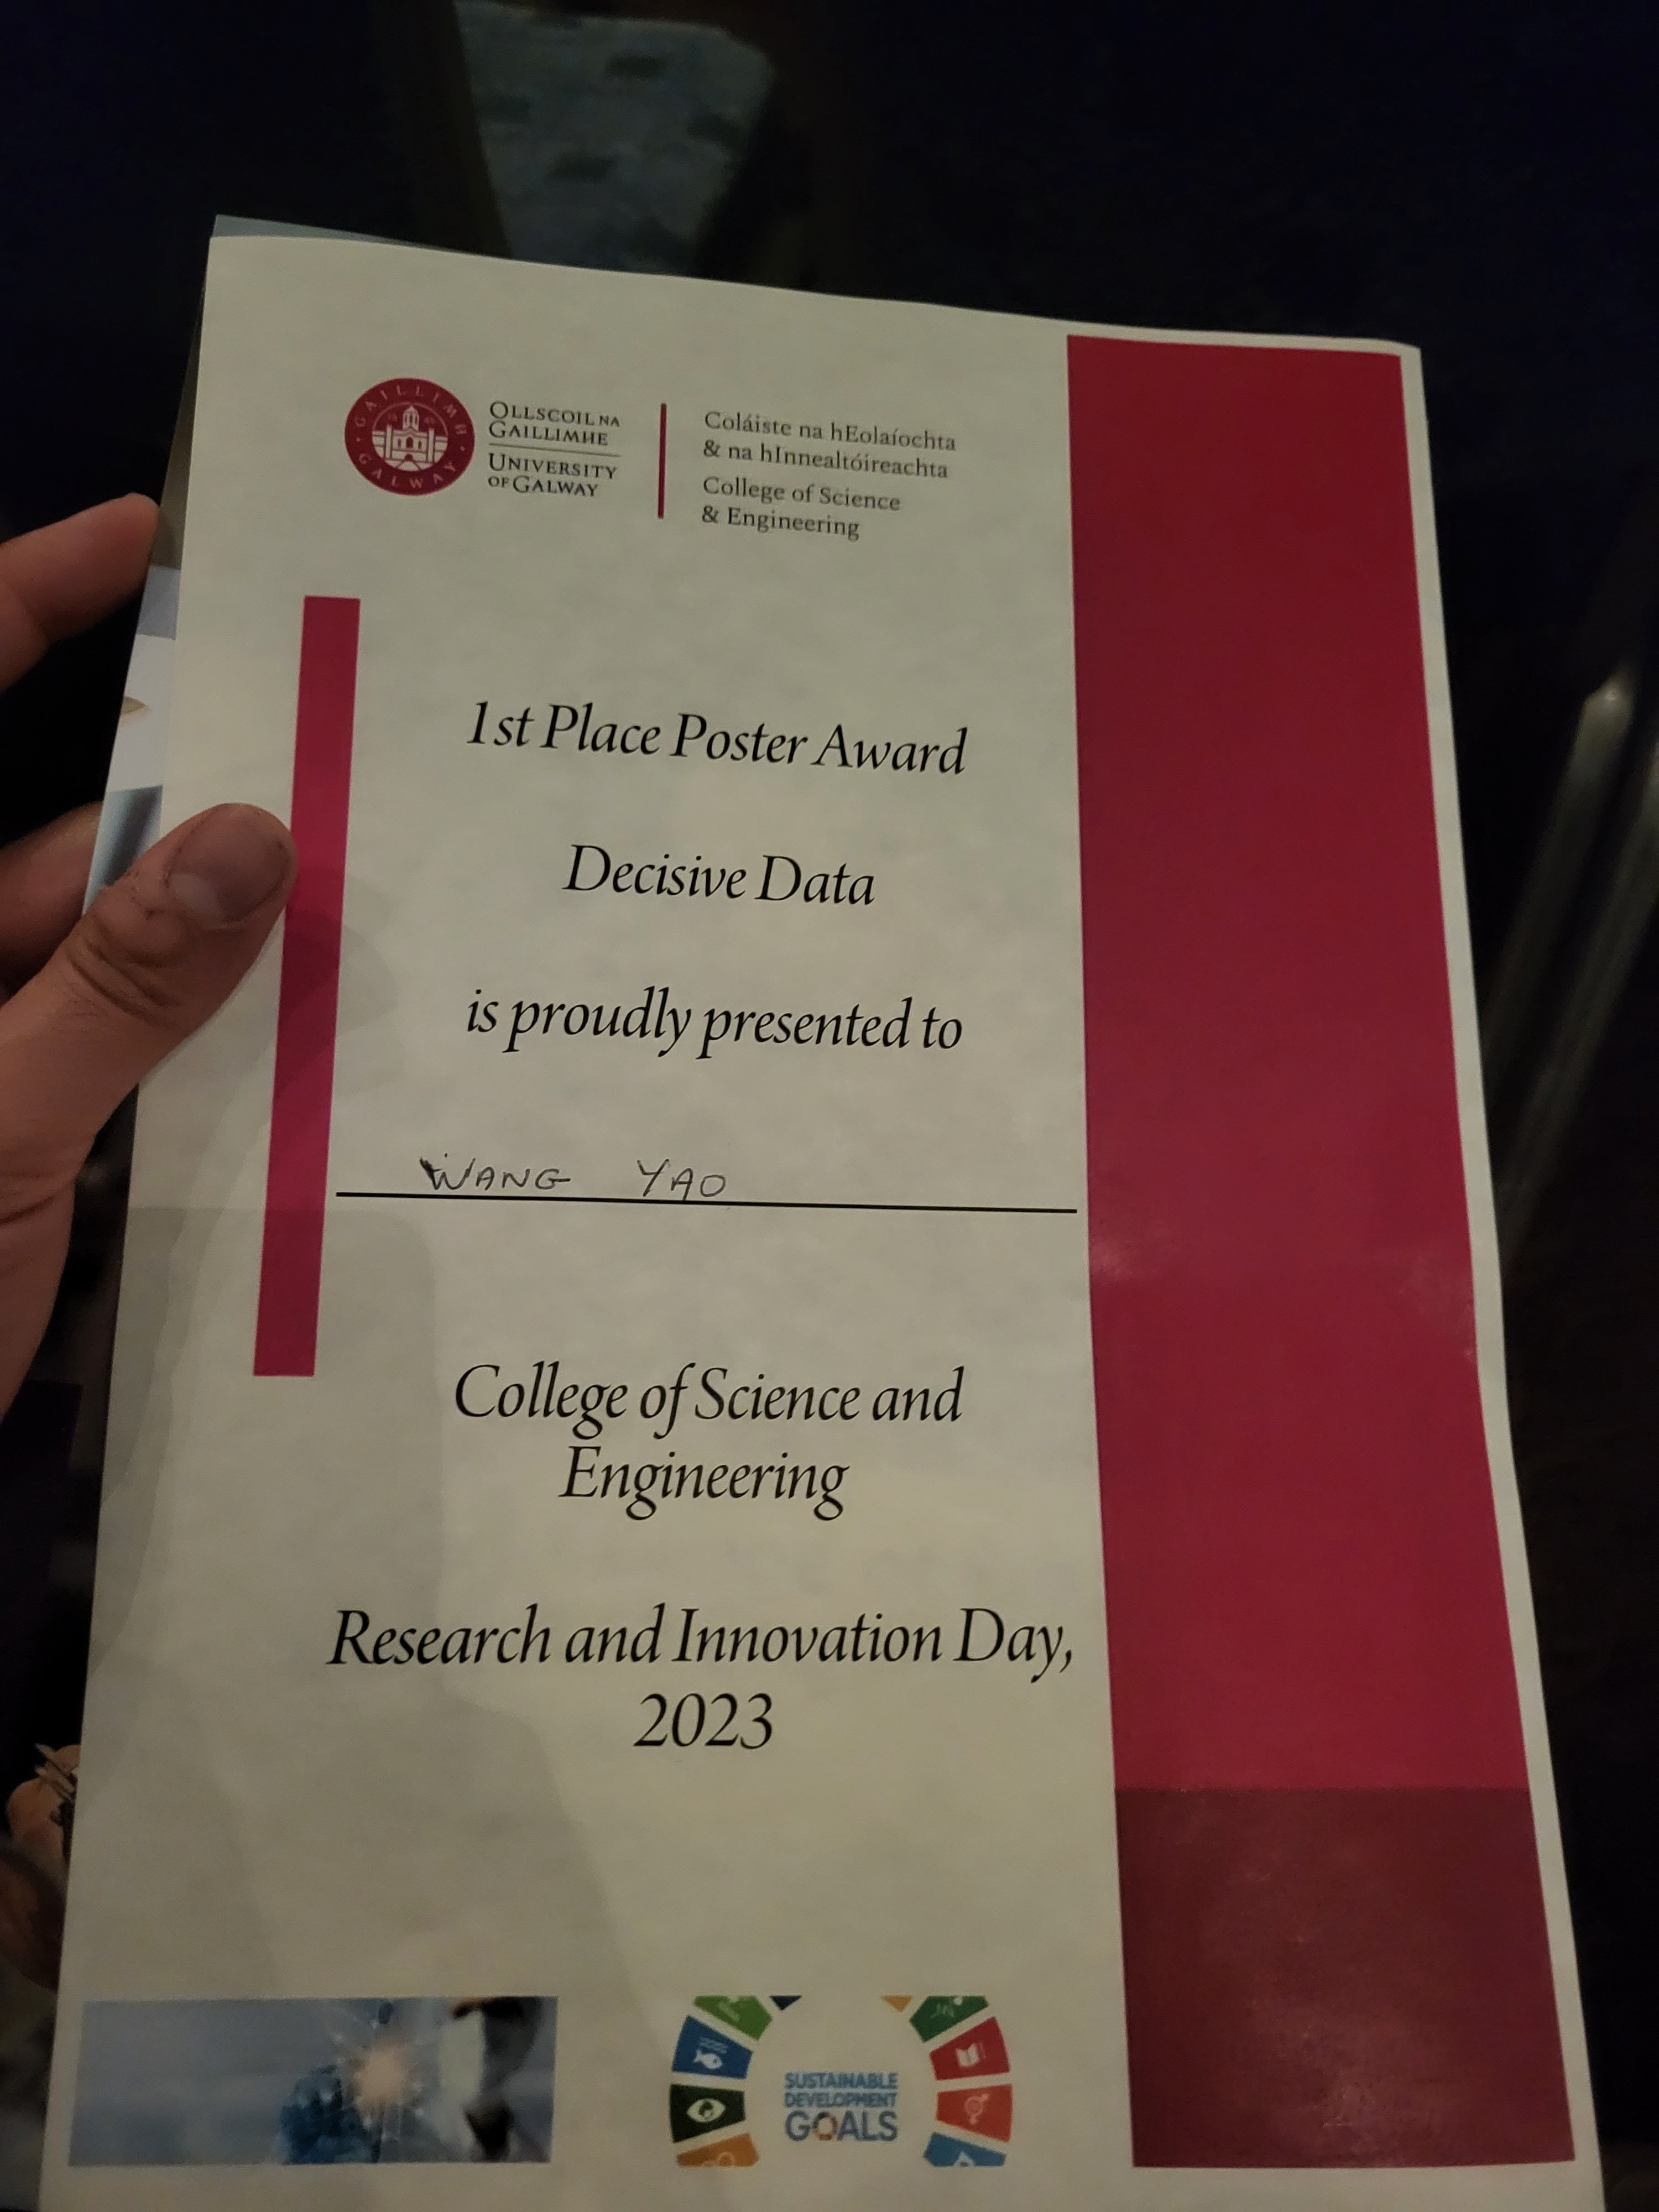 GAILLIMH
GALWAY
OLLSCOIL NA
GAILLIMHE
UNIVERSITY
OF GALWAY
Coláiste na hEolaíochta
& na hInnealtóireachta
College of Science
& Engineering
1st Place Poster Award
Decisive Data
is proudly presented to
WANG YAO
College of Science and
Engineering
Research and Innovation Day,
2023
SUSTAINABLE
DEVELOPMENT
GOALS